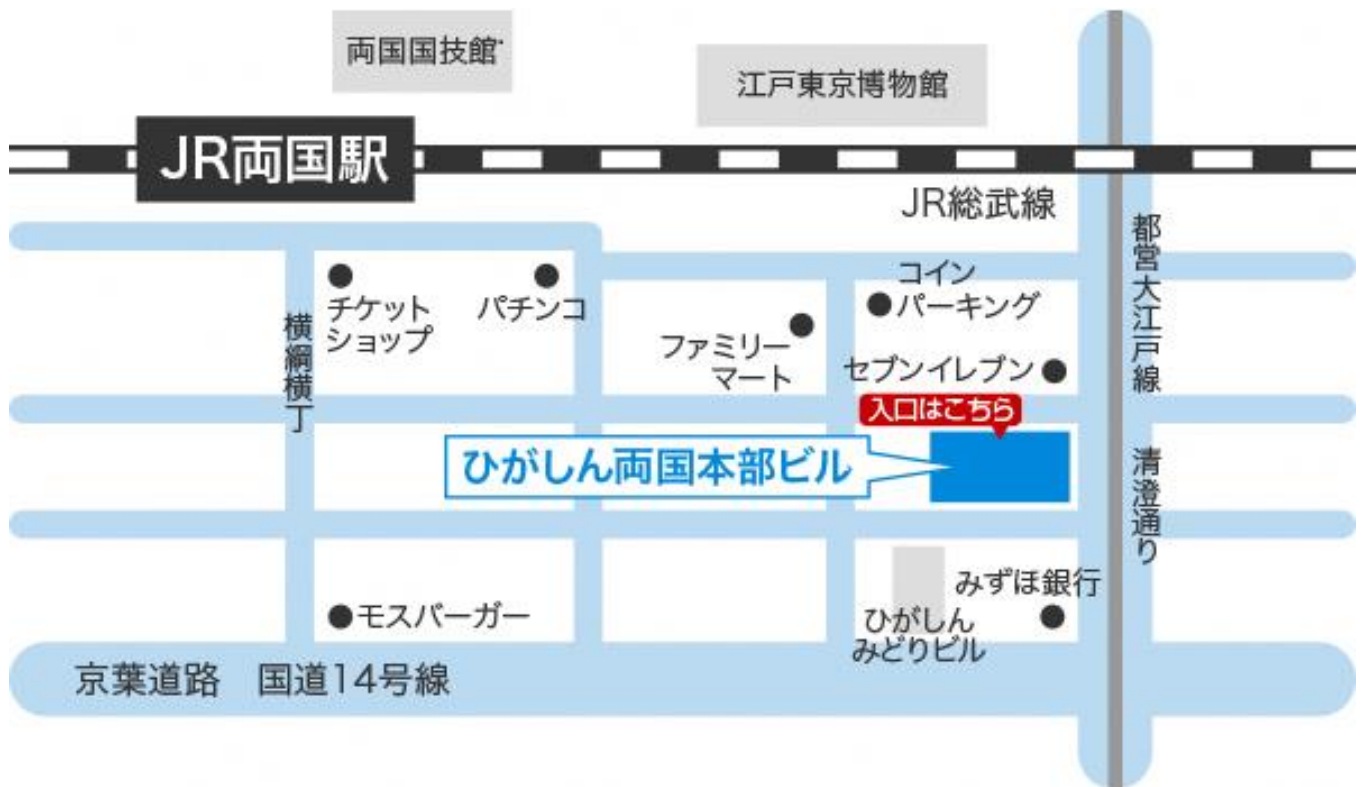 両国国技館
江戸東京博物館
JR両国駅
JR総武線
都営大江戸線
清澄通り
横綱横丁
チケット
ショップ
パチンコ
ファミリー
マート
コイン
パーキング
セブンイレブン
入口はこちら
ひがしん両国本部ビル
モスバーガー
ひがしん
みどりビル
みずほ銀行
京葉道路　国道14号線